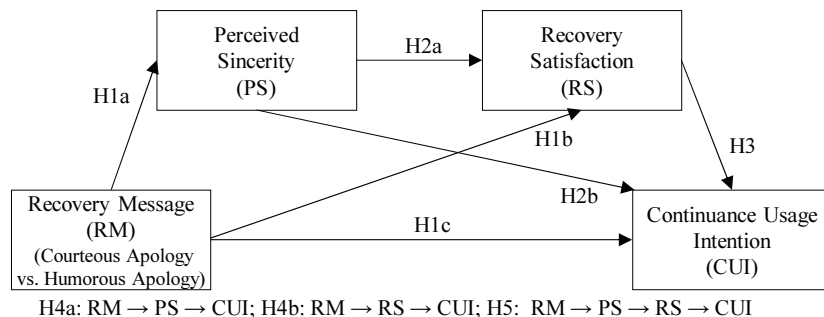 Perceived
Sincerity
(PS)
H2a
Recovery
Satisfaction
(RS)
H1a
H1b
H3
Recovery Message
(RM)
(Courteous Apology
vs. Humorous Apology)
H1c
H2b
Continuance Usage
Intention
(CUI)
H4a: RM → PS → CUI; H4b: RM → RS → CUI; H5: RM → PS → RS → CUI